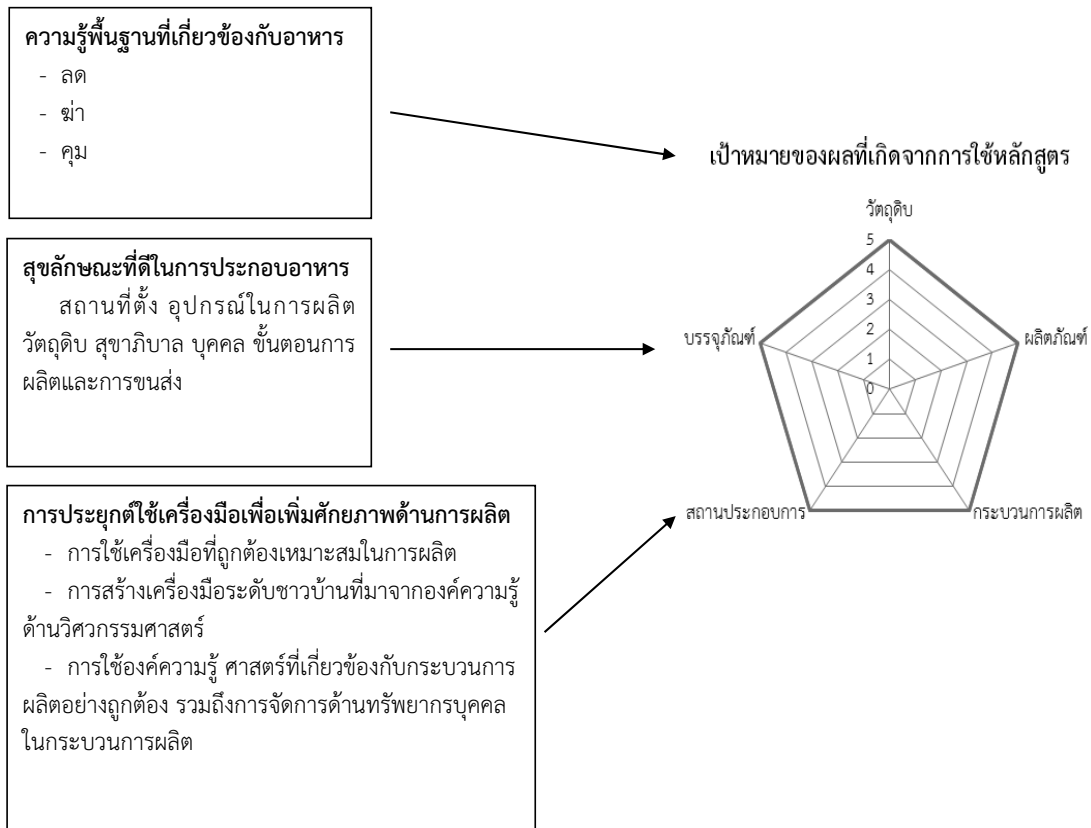 ความรู้พื้นฐานที่เกี่ยวข้องกับอาหาร
- ลด
- ฆ่า
- คุม
สุขลักษณะที่ดีในการประกอบอาหาร
สถานที่ตั้ง อุปกรณ์ในการผลิต
วัตถุดิบ สุขาภิบาล บุคคล ขั้นตอนการ
ผลิตและการขนส่ง
การประยุกต์ใช้เครื่องมือเพื่อเพิ่มศักยภาพด้านการผลิต
- การใช้เครื่องมือที่ถูกต้องเหมาะสมในการผลิต
- การสร้างเครื่องมือระดับชาวบ้านที่มาจากองค์ความรู้
ด้านวิศวกรรมศาสตร์
- การใช้องค์ความรู้ ศาสตร์ที่เกี่ยวข้องกับกระบวนการ
ผลิตอย่างถูกต้อง รวมถึงการจัดการด้านทรัพยากรบุคคล
ในกระบวนการผลิต
เป้าหมายของผลที่เกิดจากการใช้หลักสูตร
วัตถุดิบ
5
4
3
2
1
0
บรรจุภัณฑ์
ผลิตภัณฑ์
สถานประกอบการ
กระบวนการผลิต